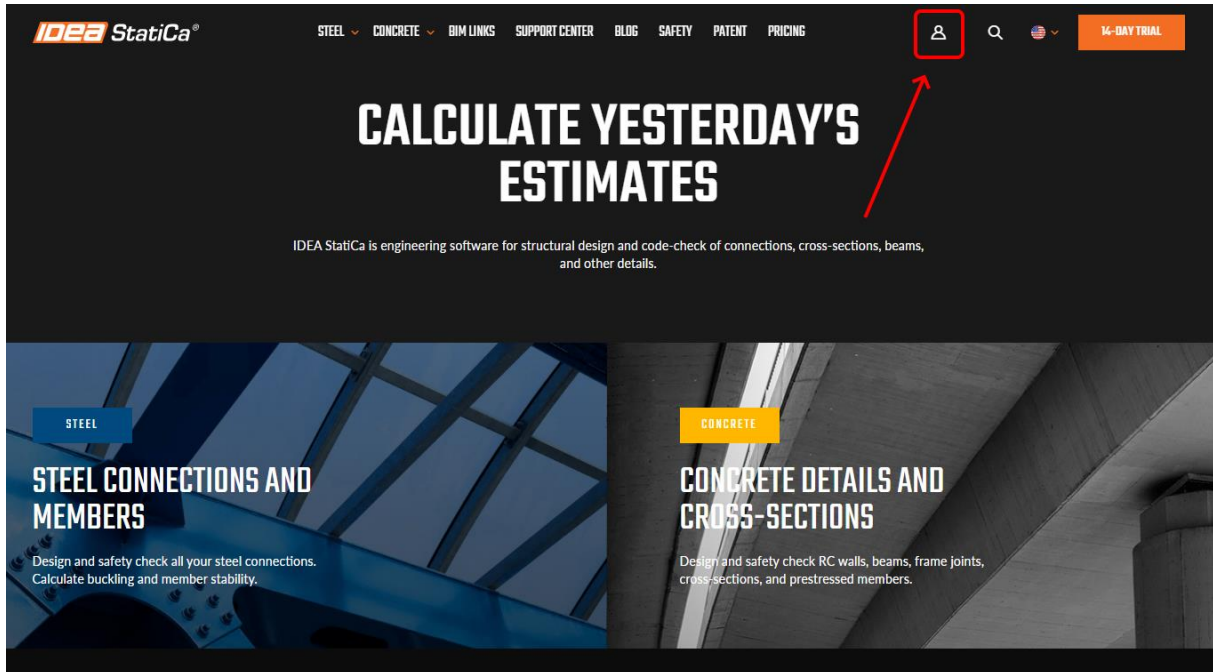 IDEA StatiCa®
STEEL CONCRETE BIM LINKS SUPPORT CENTER BLOG SAFETY PATENT PRICING
14-DAY TRIAL
CALCULATE YESTERDAY'S
ESTIMATES
IDEA StatiCa is engineering software for structural design and code-check of connections, cross-sections, beams,
and other details.
STEEL
STEEL CONNECTIONS AND
MEMBERS
Design and safety check all your steel connections.
Calculate buckling and member stability.
CONCRETE
CONCRETE DETAILS AND
CROSS-SECTIONS
Design and safety check RC walls, beams, frame joints,
cross-sections, and prestressed members.